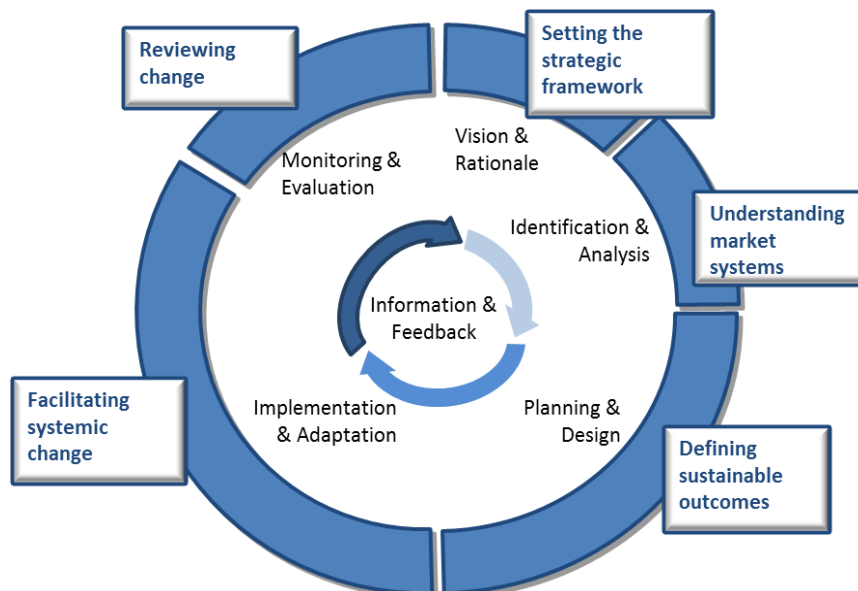 Reviewing
change
Setting the
strategic
framework
Monitoring &
Evaluation
Vision &
Rationale
Identification &
Analysis
Understanding
market
systems
Information &
Feedback
Facilitating
systemic
change
Implementation
& Adaptation
Planning &
Design
Defining
sustainable
outcomes